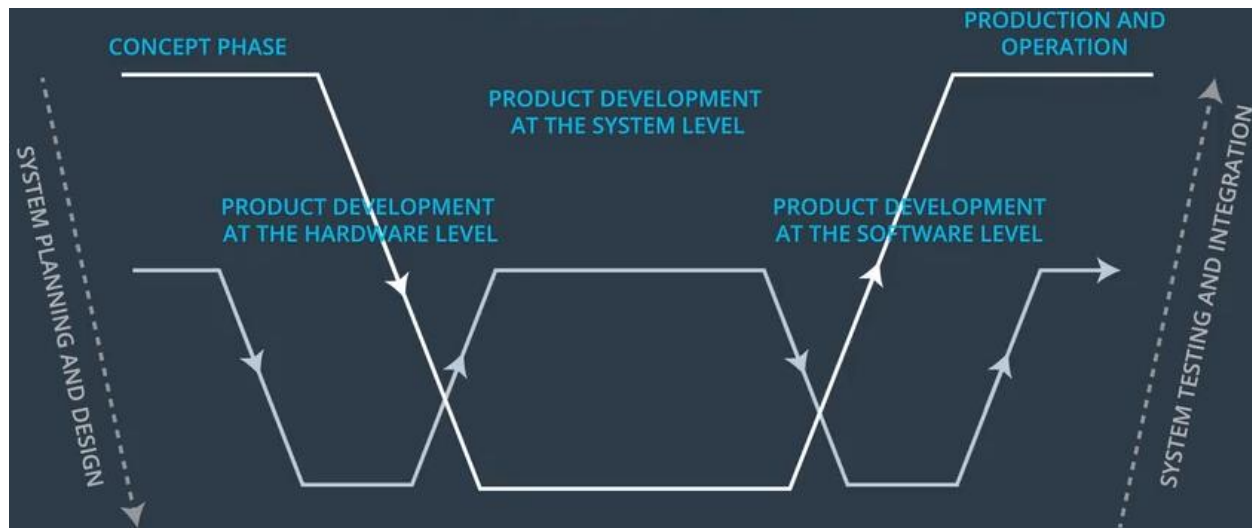 CONCEPT PHASE
PRODUCTION AND
OPERATION
PRODUCT DEVELOPMENT
AT THE SYSTEM LEVEL
PRODUCT DEVELOPMENT
AT THE HARDWARE LEVEL
PRODUCT DEVELOPMENT
AT THE SOFTWARE LEVEL
SYSTEM PLANNING AND DESIGN
SYSTEM TESTING AND INTEGRATION